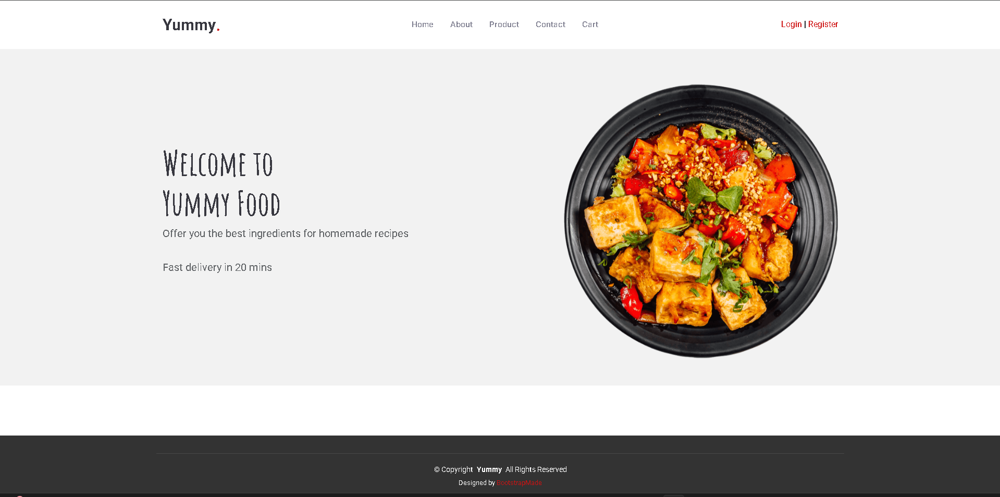 Yummy.
Home About Product Contact Cart
Login | Register
Welcome to
Yummy Food
Offer you the best ingredients for homemade recipes
Fast delivery in 20 mins
© Copyright Yummy All Rights Reserved
Designed by BootstrapMade